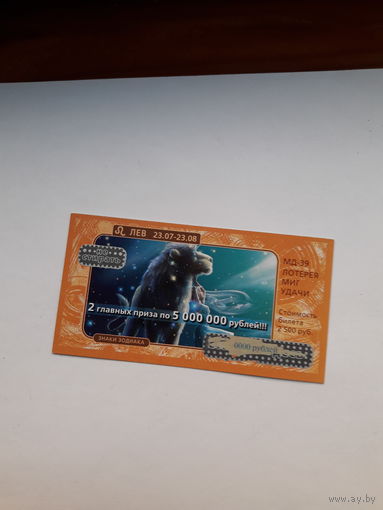 ♌ ЛЕВ 23.07-23.08
не
стирать
МД-39
ЛОТЕРЕЯ
МИГ
УДАЧИ
Стоимость
билета
2 500 руб.
2 главных приза по 5 000 000 рублей!!!
0000 рублей
ЗНАКИ ЗОДИАКА
https://www.ay.by